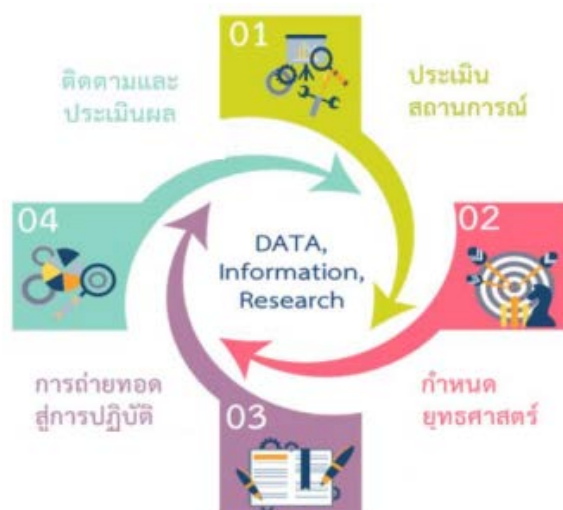 01
ประเมิน
สถานการณ์
02
กำหนด
ยุทธศาสตร์
03
การถ่ายทอด
สู่การปฏิบัติ
04
ติดตามและ
ประเมินผล
DATA,
Information,
Research